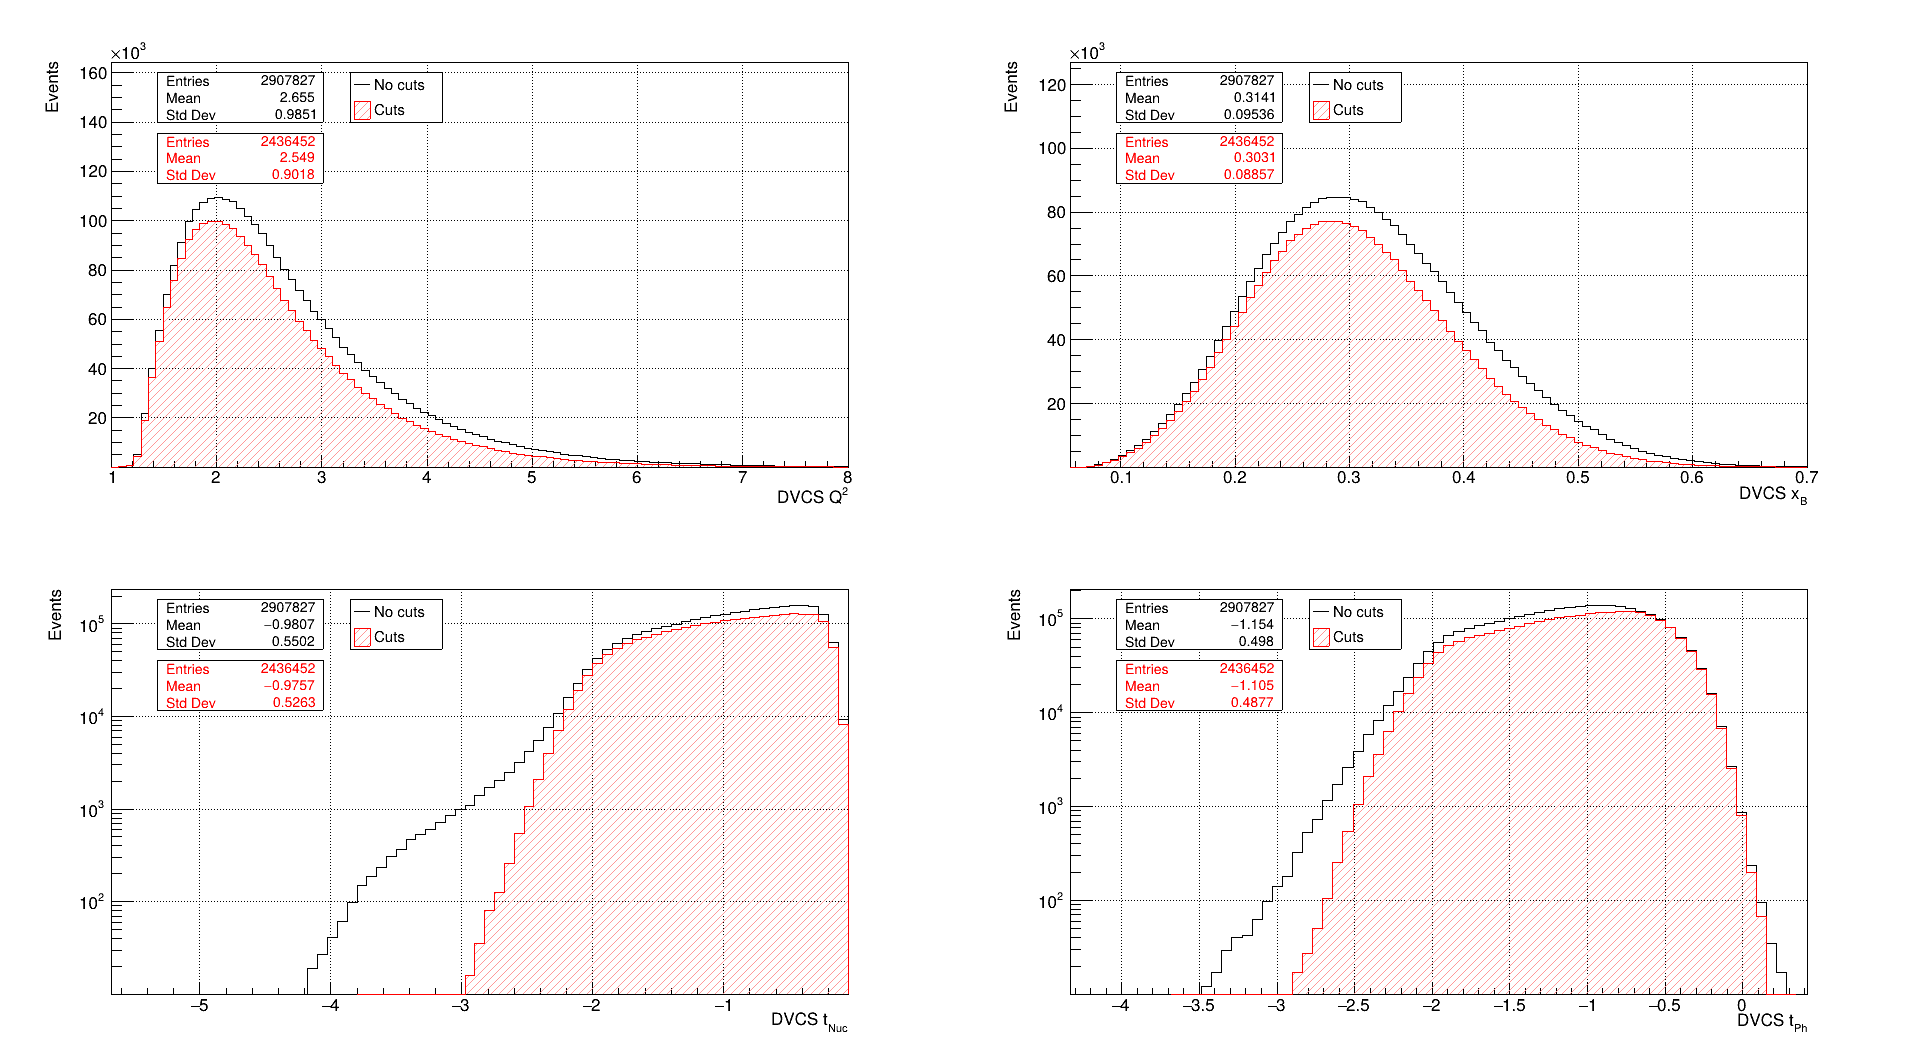 ×10³
Events
160
140
120
100
80
60
40
20
Entries 2907827
Mean 2.655
Std Dev 0.9851
Entries 2436452
Mean 2.549
Std Dev 0.9018
No cuts
Cuts
1 2 3 4 5 6 7 8
DVCS Q²
×10³
Events
120
100
80
60
40
20
Entries 2907827
Mean 0.3141
Std Dev 0.09536
Entries 2436452
Mean 0.3031
Std Dev 0.08857
No cuts
Cuts
0.1 0.2 0.3 0.4 0.5 0.6 0.7
DVCS x_B
Events
10⁵
10⁴
10³
10²
Entries 2907827
Mean −0.9807
Std Dev 0.5502
Entries 2436452
Mean −0.9757
Std Dev 0.5263
No cuts
Cuts
−5 −4 −3 −2 −1
DVCS t_Nuc
Events
10⁵
10⁴
10³
10²
Entries 2907827
Mean −1.154
Std Dev 0.498
Entries 2436452
Mean −1.105
Std Dev 0.4877
No cuts
Cuts
−4 −3.5 −3 −2.5 −2 −1.5 −1 −0.5 0
DVCS t_Ph